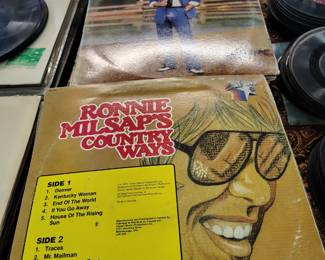 RONNIE
MILSAP'S
COUNTRY
WAYS
SIDE 1
1. Denver
2. Kentucky Woman
3. End Of The World
4. If You Go Away
5. House Of The Rising
Sun
SIDE 2
1. Traces
2. Mr. Mailman